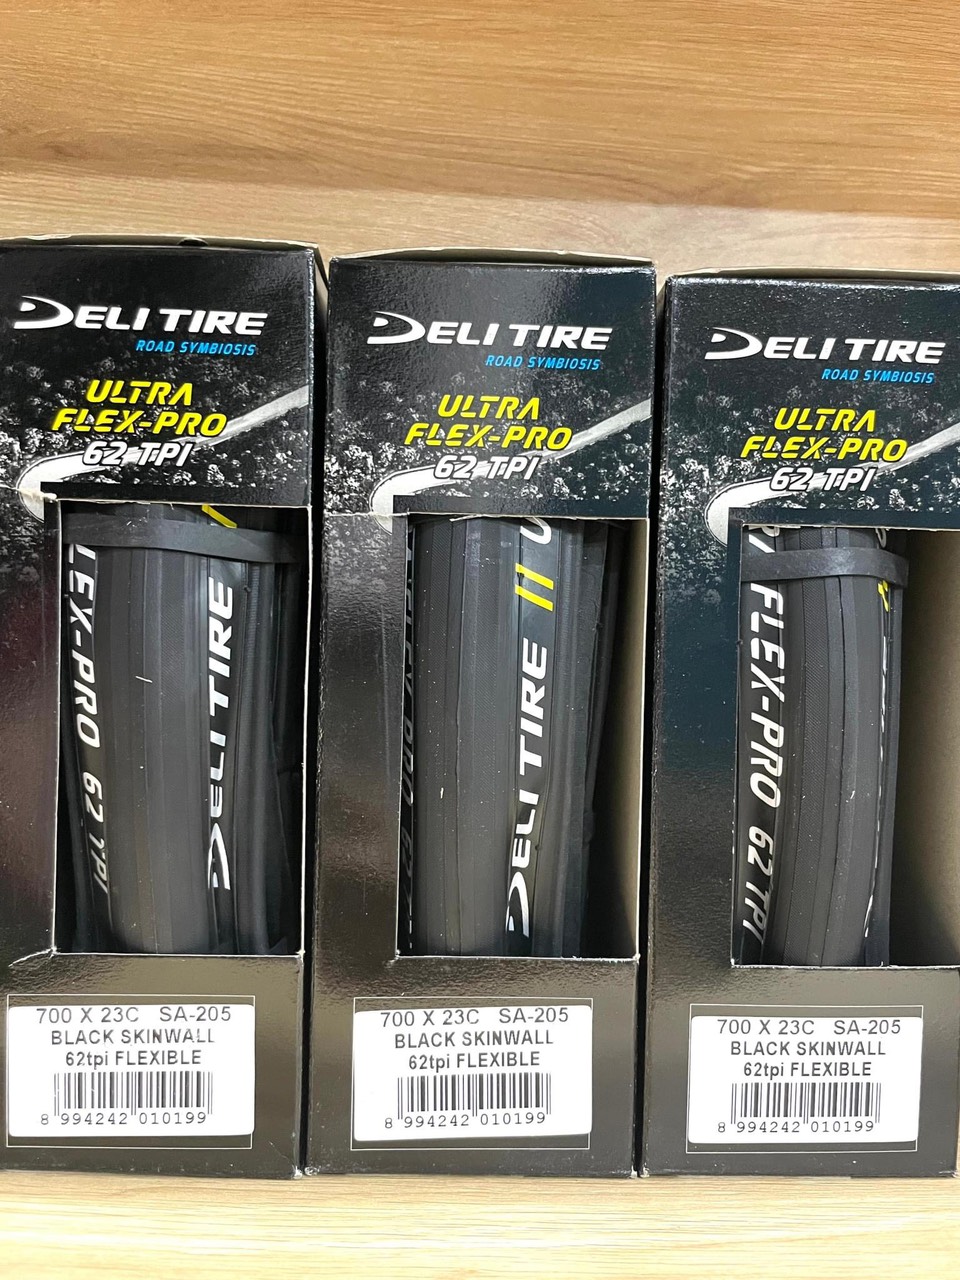 DELI TIRE
ROAD SYMBIOSIS
ULTRA
FLEX-PRO
62 TPI
LEX-PRO 62 TPI
DELI TIRE
700 X 23C SA-205
BLACK SKINWALL
62tpi FLEXIBLE
8 994242 010199
DELI TIRE
ROAD SYMBIOSIS
ULTRA
FLEX-PRO
62 TPI
DELI TIRE //
700 X 23C SA-205
BLACK SKINWALL
62tpi FLEXIBLE
8 994242 010199
DELI TIRE
ROAD SYMBIOSIS
ULTRA
FLEX-PRO
62 TPI
FLEX-PRO 62 TPI
700 X 23C SA-205
BLACK SKINWALL
62tpi FLEXIBLE
8 994242 010199